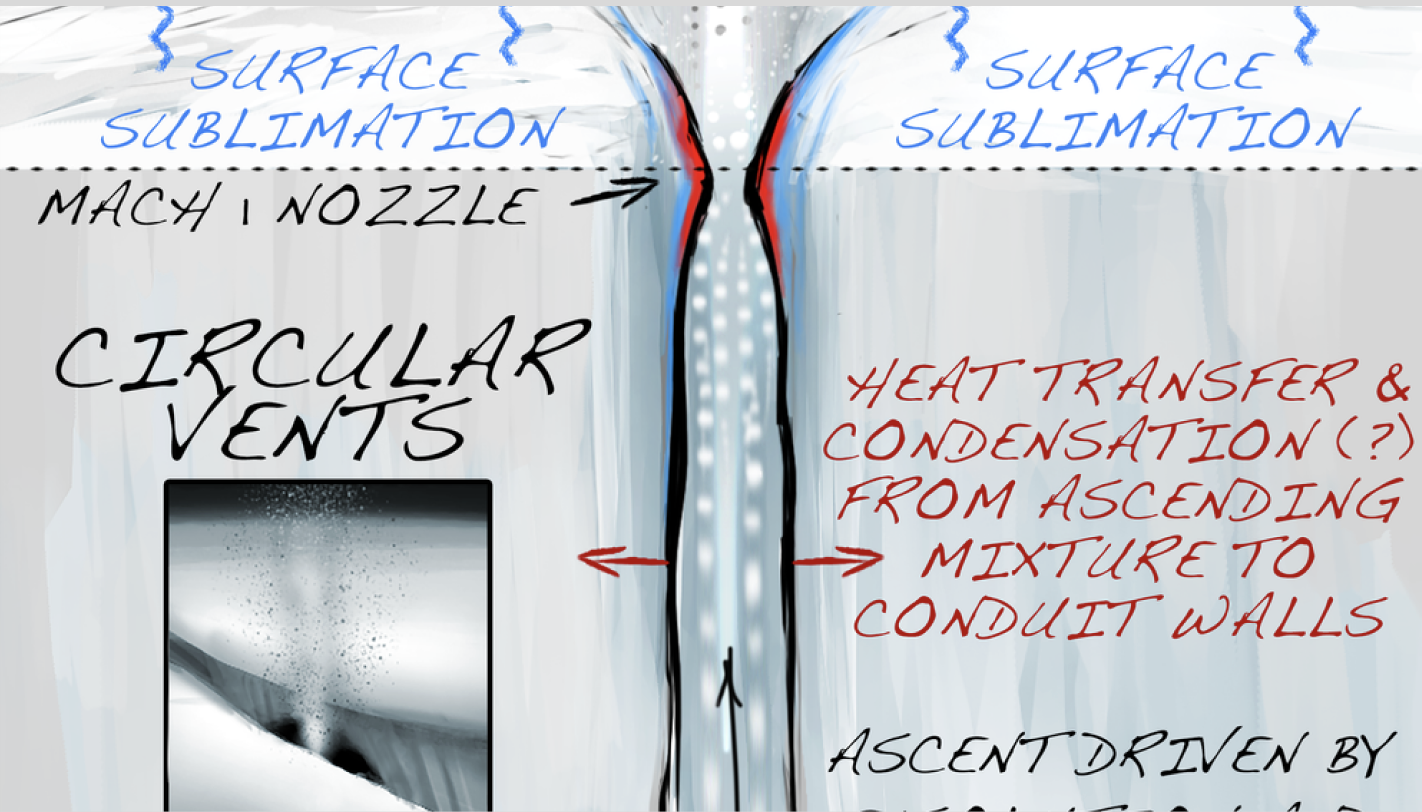 SURFACE
SUBLIMATION
SURFACE
SUBLIMATION
MACH 1 NOZZLE
CIRCULAR
VENTS
HEAT TRANSFER &
CONDENSATION (?)
FROM ASCENDING
MIXTURE TO
CONDUIT WALLS
ASCENT DRIVEN BY